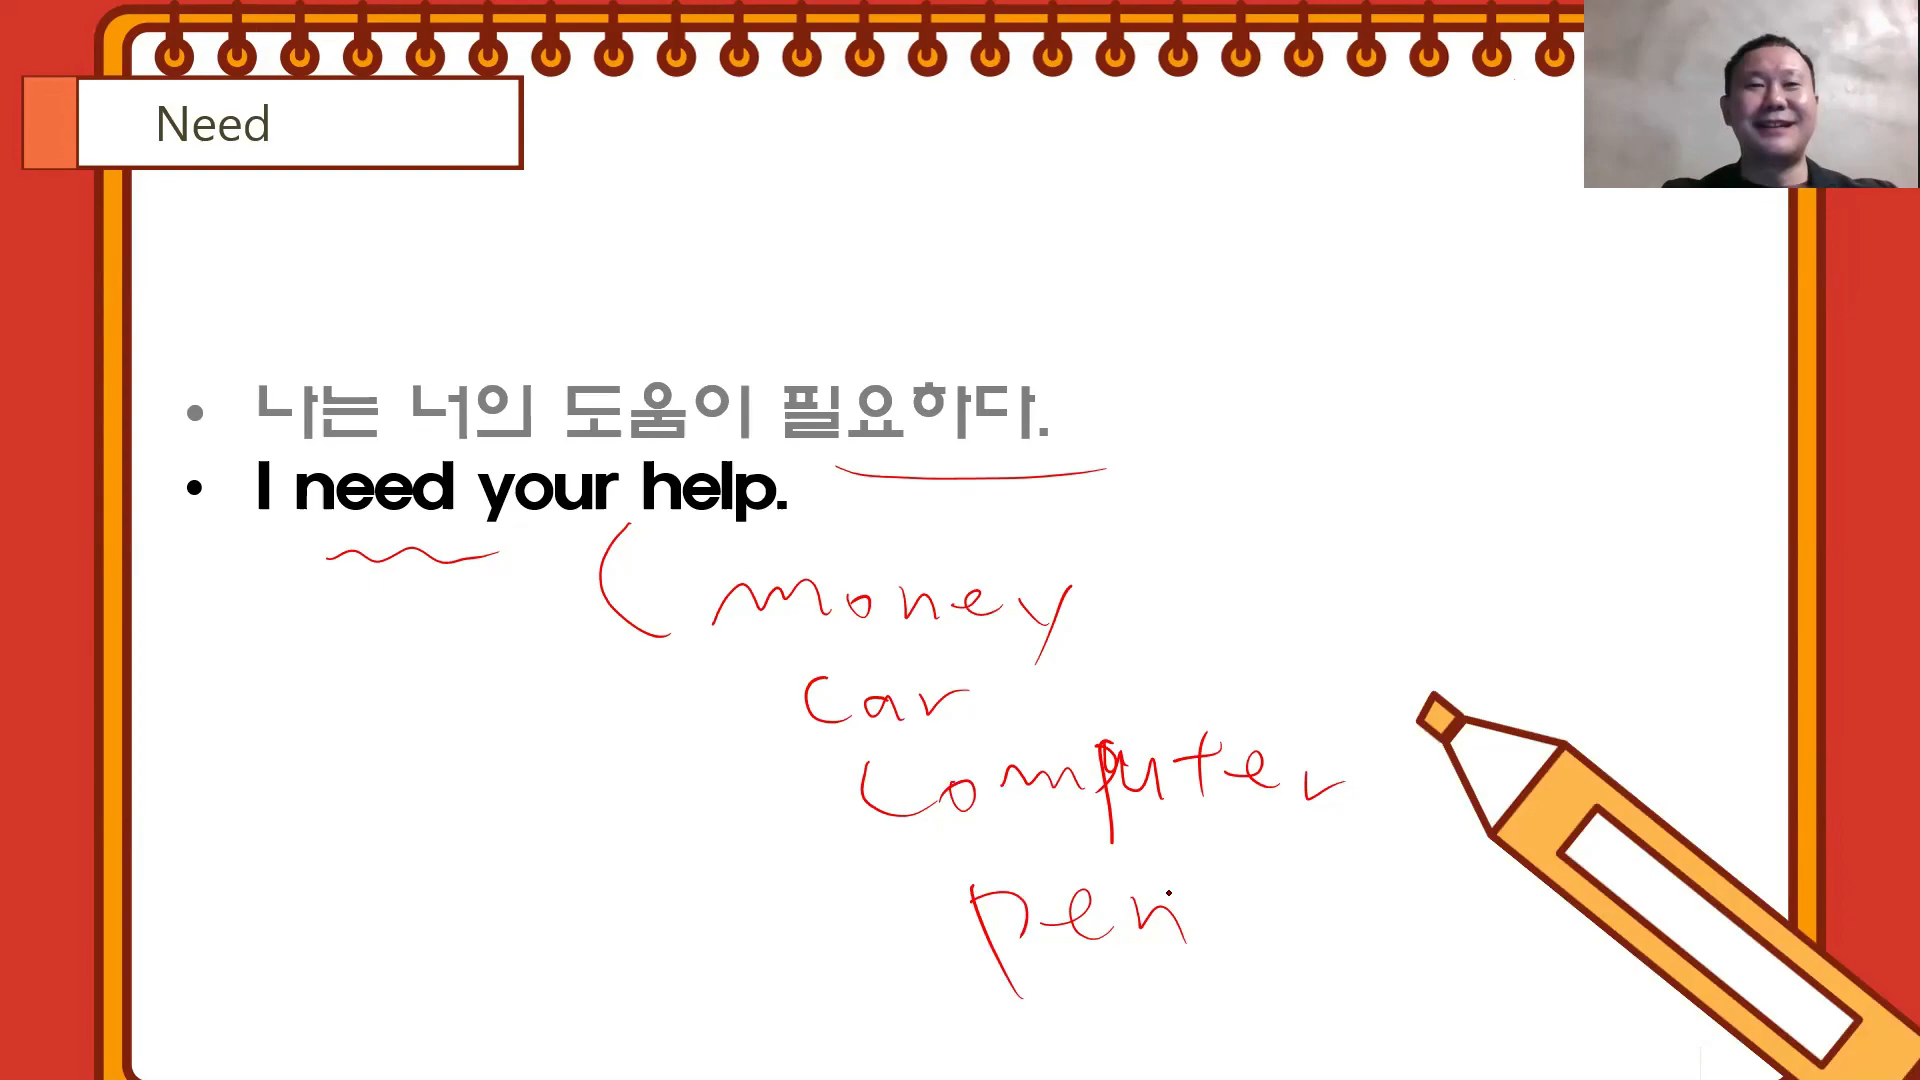 Need
• 나는 너의 도움이 필요하다.
• I need your help.
money
car
computer
pen